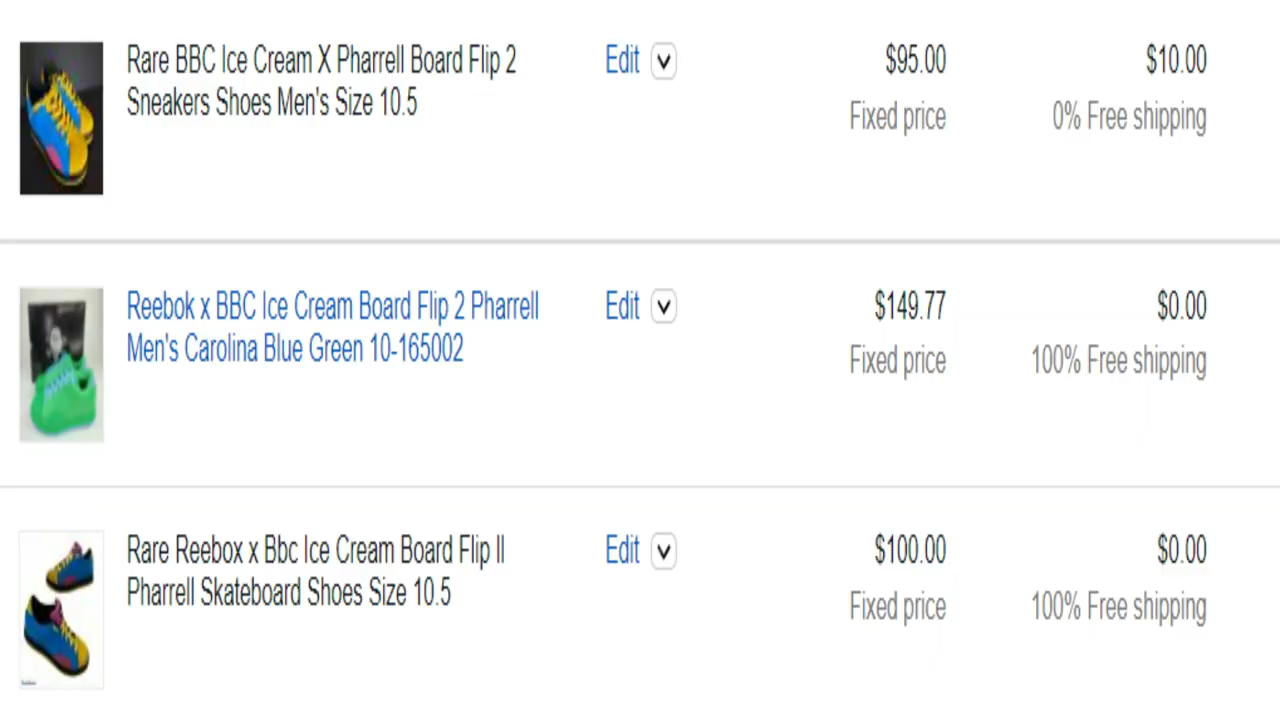 Rare BBC Ice Cream X Pharrell Board Flip 2
Sneakers Shoes Men's Size 10.5
Edit
$95.00
Fixed price
$10.00
0% Free shipping
Reebok x BBC Ice Cream Board Flip 2 Pharrell
Men's Carolina Blue Green 10-165002
Edit
$149.77
Fixed price
$0.00
100% Free shipping
Rare Reebox x Bbc Ice Cream Board Flip II
Pharrell Skateboard Shoes Size 10.5
Edit
$100.00
Fixed price
$0.00
100% Free shipping